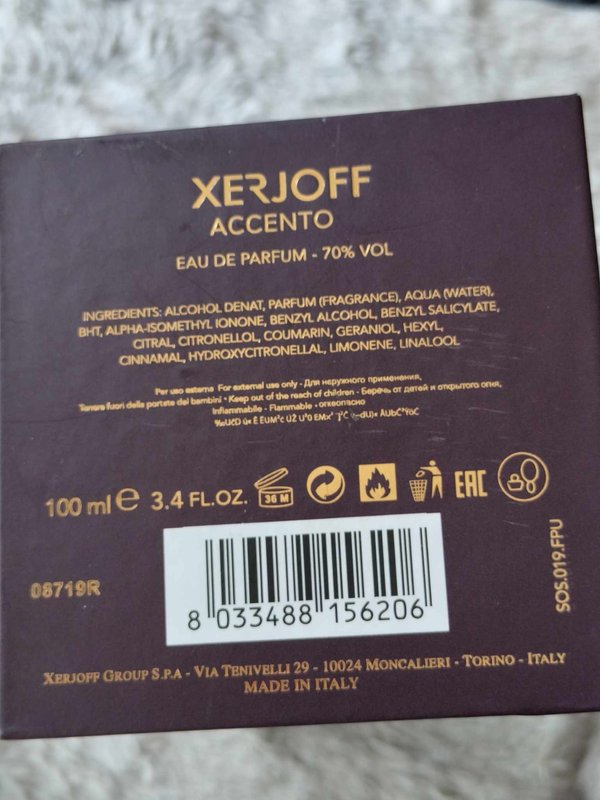 XERJOFF
ACCENTO
EAU DE PARFUM - 70% VOL
INGREDIENTS: ALCOHOL DENAT, PARFUM (FRAGRANCE), AQUA (WATER),
BHT, ALPHA-ISOMETHYL IONONE, BENZYL ALCOHOL, BENZYL SALICYLATE,
CITRAL, CITRONELLOL, COUMARIN, GERANIOL, HEXYL,
CINNAMAL, HYDROXYCITRONELLAL, LIMONENE, LINALOOL
Per uso esterno For external use only - Для наружного применения,
Tenere fuori della portata dei bambini • Keep out of the reach of children - Беречь от детей и открытого огня,
Infiammabile - Flammable - огнеопасно
100 ml e 3.4 FL.OZ. 36 M EAC
08719R
8 033488 156206
SOS.019.FPU
XERJOFF GROUP S.P.A - VIA TENIVELLI 29 - 10024 MONCALIERI - TORINO - ITALY
MADE IN ITALY